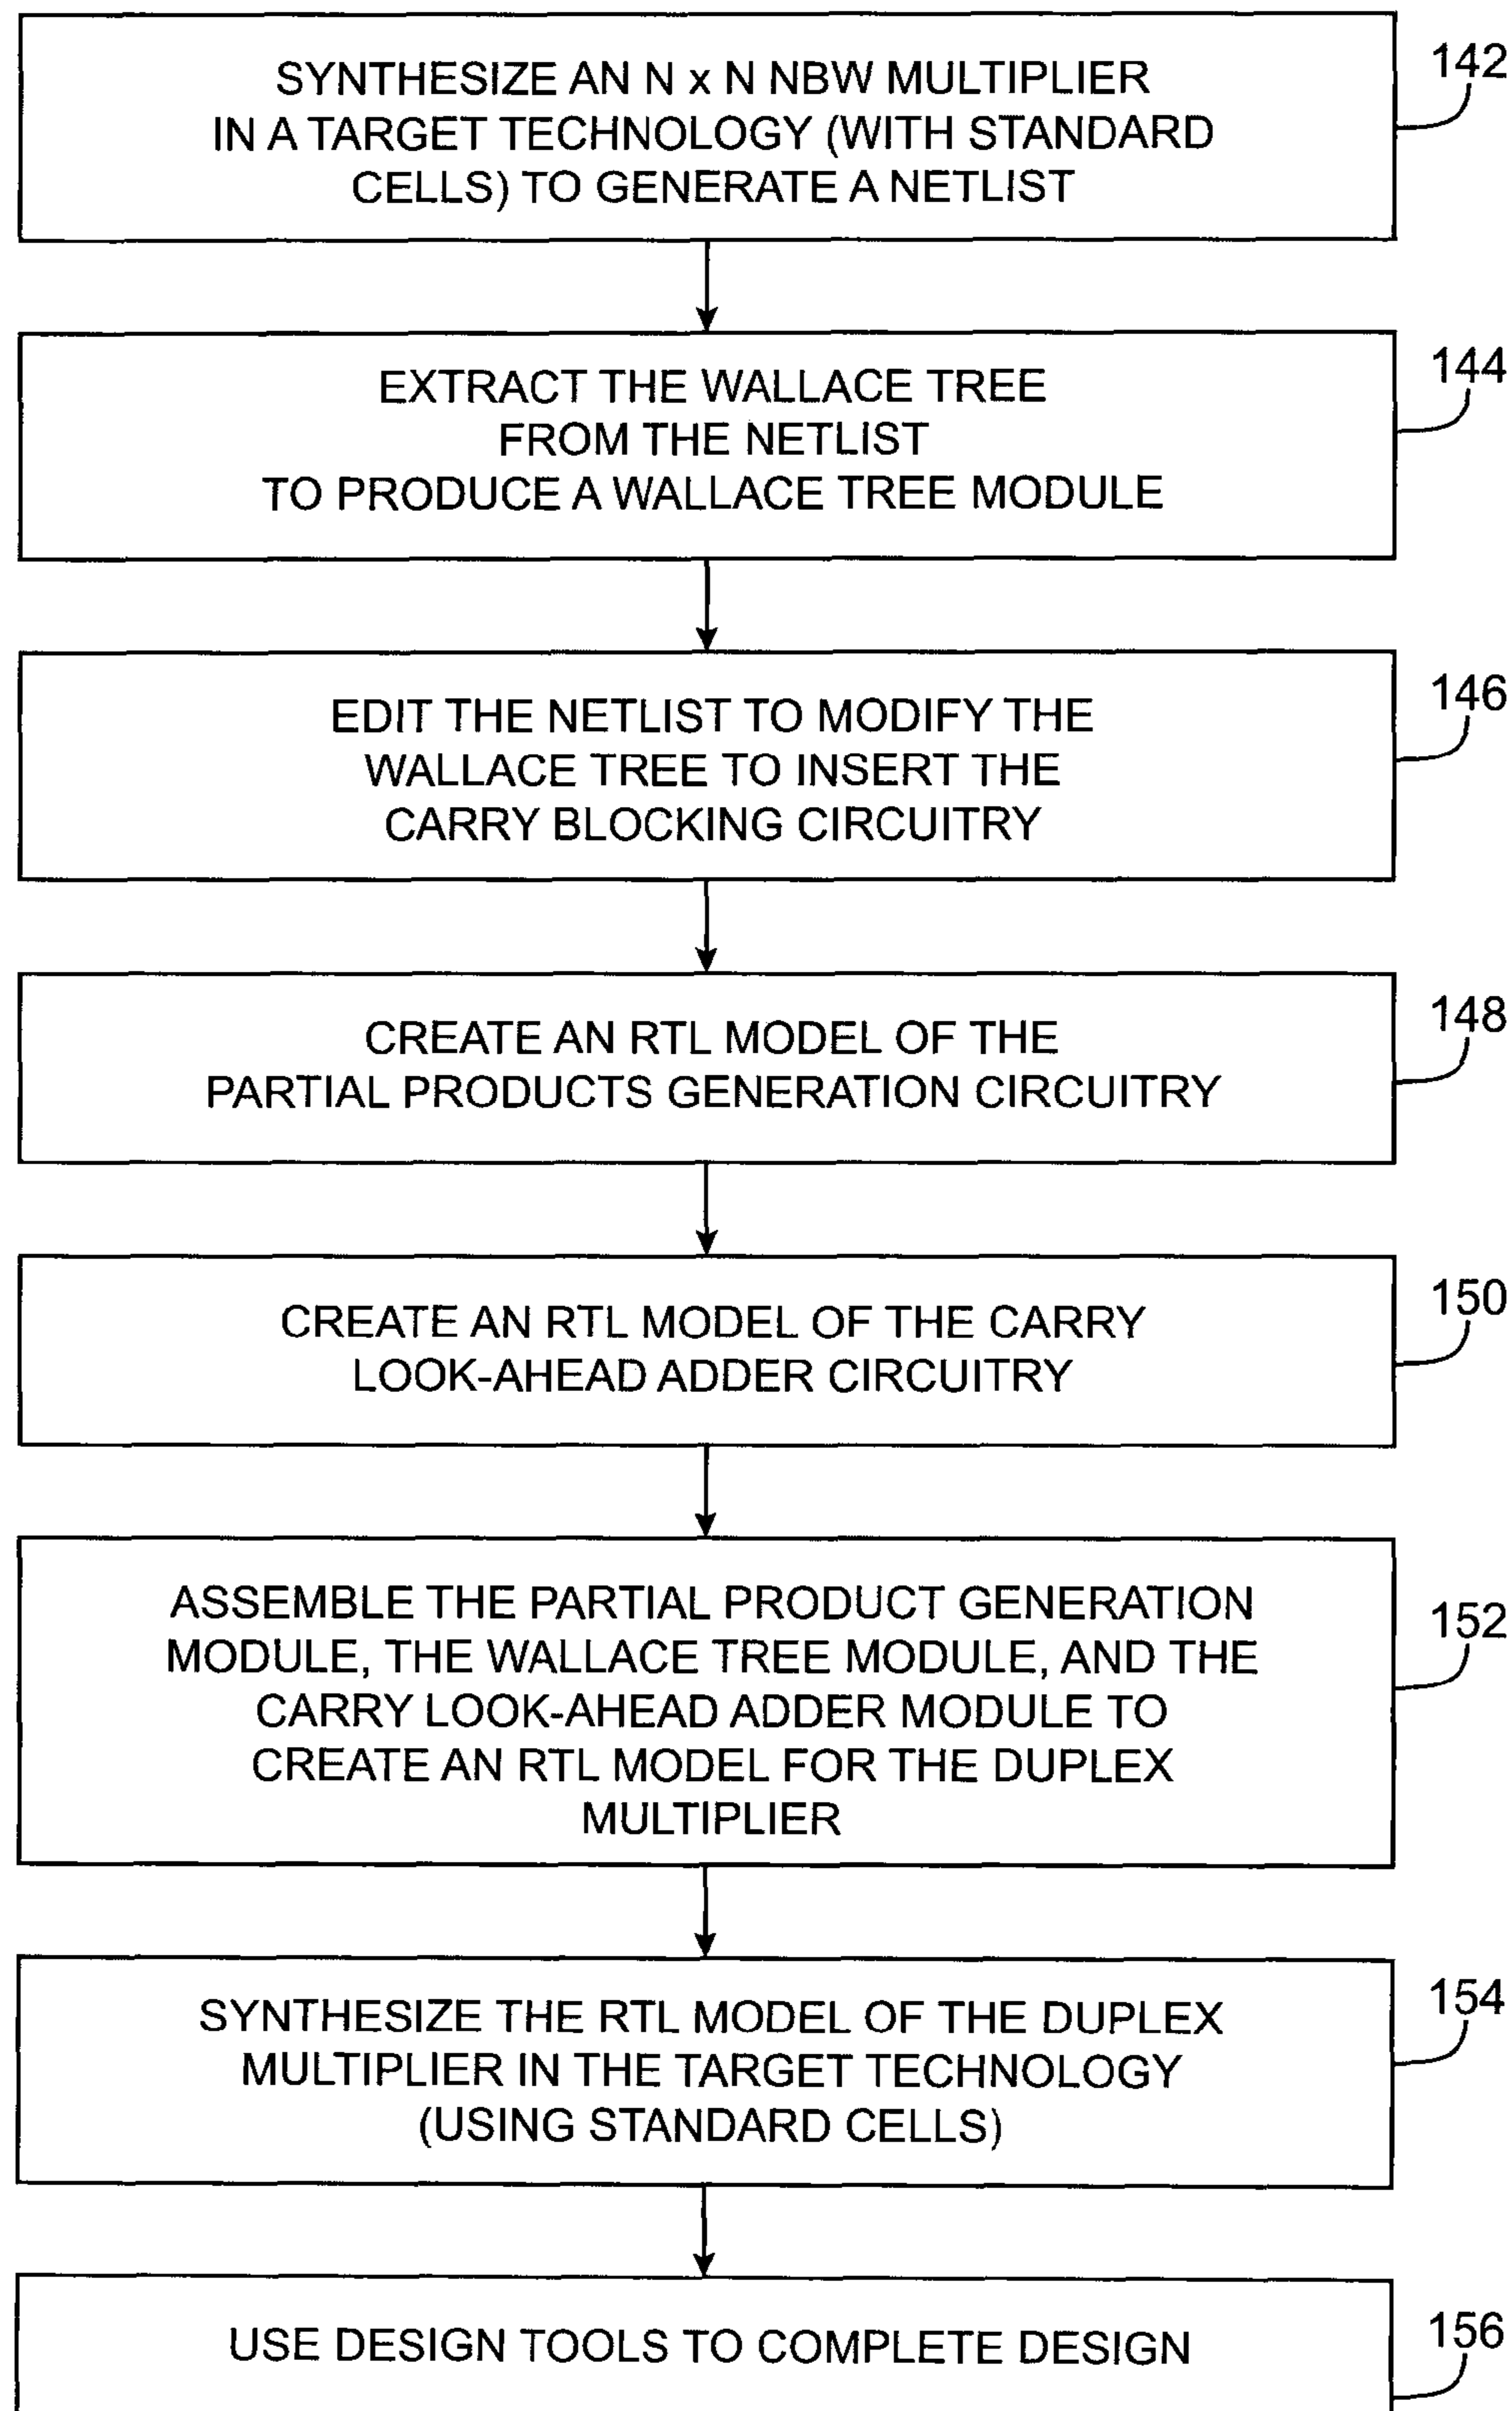 SYNTHESIZE AN N x N NBW MULTIPLIER
IN A TARGET TECHNOLOGY (WITH STANDARD
CELLS) TO GENERATE A NETLIST
142
EXTRACT THE WALLACE TREE
FROM THE NETLIST
TO PRODUCE A WALLACE TREE MODULE
144
EDIT THE NETLIST TO MODIFY THE
WALLACE TREE TO INSERT THE
CARRY BLOCKING CIRCUITRY
146
CREATE AN RTL MODEL OF THE
PARTIAL PRODUCTS GENERATION CIRCUITRY
148
CREATE AN RTL MODEL OF THE CARRY
LOOK-AHEAD ADDER CIRCUITRY
150
ASSEMBLE THE PARTIAL PRODUCT GENERATION
MODULE, THE WALLACE TREE MODULE, AND THE
CARRY LOOK-AHEAD ADDER MODULE TO
CREATE AN RTL MODEL FOR THE DUPLEX
MULTIPLIER
152
SYNTHESIZE THE RTL MODEL OF THE DUPLEX
MULTIPLIER IN THE TARGET TECHNOLOGY
(USING STANDARD CELLS)
154
USE DESIGN TOOLS TO COMPLETE DESIGN
156